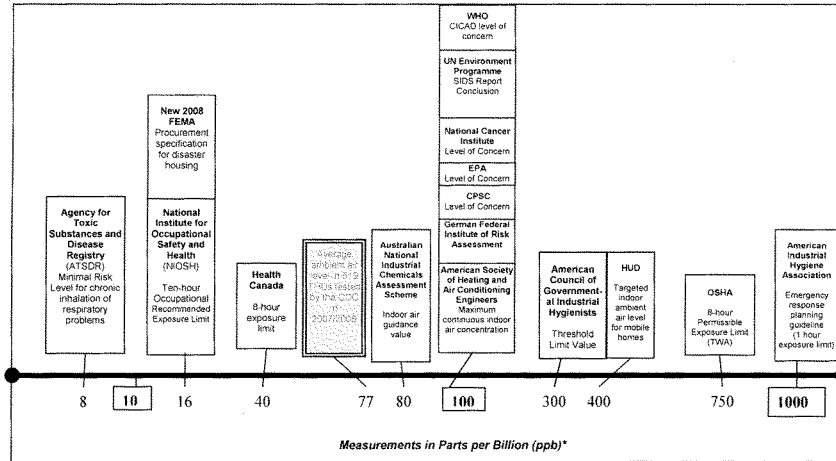 WHO
CICAD level of
concern
UN Environment
Programme
SIDS Report
Conclusion
National Cancer
Institute
Level of Concern
EPA
Level of Concern
CPSC
Level of Concern
German Federal
Institute of Risk
Assessment
American Society
of Heating and
Air Conditioning
Engineers
Maximum
continuous indoor
air concentration
New 2008
FEMA
Procurement
specification
for disaster
housing
National
Institute for
Occupational
Safety and
Health
(NIOSH)
Ten-hour
Occupational
Recommended
Exposure Limit
Agency for
Toxic
Substances and
Disease
Registry
(ATSDR)
Minimal Risk
Level for chronic
inhalation of
respiratory
problems
Health
Canada
8-hour
exposure
limit
Average
ambient air
level in 519
THUs tested
by the CDC
in
2007/2008
Australian
National
Industrial
Chemicals
Assessment
Scheme
Indoor air
guidance
value
American
Council of
Government-
al Industrial
Hygienists
Threshold
Limit Value
HUD
Targeted
indoor
ambient
air level
for mobile
homes
OSHA
8-hour
Permissible
Exposure Limit
(TWA)
American
Industrial
Hygiene
Association
Emergency
response
planning
guideline
(1 hour
exposure limit)
8 10 16 40 77 80 100 300 400 750 1000
Measurements in Parts per Billion (ppb)*